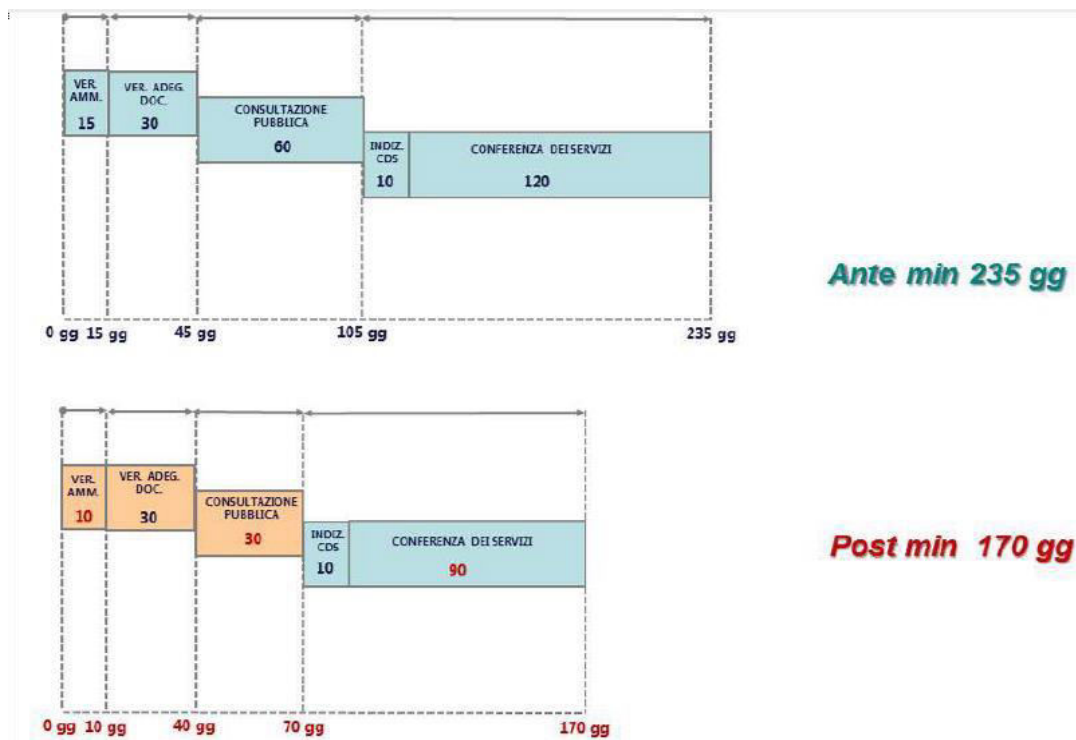 VER.
AMM.
15
VER. ADEG.
DOC.
30
CONSULTAZIONE
PUBBLICA
60
INDIZ.
CDS
10
CONFERENZA DEI SERVIZI
120
Ante min 235 gg
0 gg 15 gg 45 gg 105 gg 235 gg
VER.
AMM.
10
VER. ADEG.
DOC.
30
CONSULTAZIONE
PUBBLICA
30
INDIZ.
CDS
10
CONFERENZA DEI SERVIZI
90
Post min 170 gg
0 gg 10 gg 40 gg 70 gg 170 gg